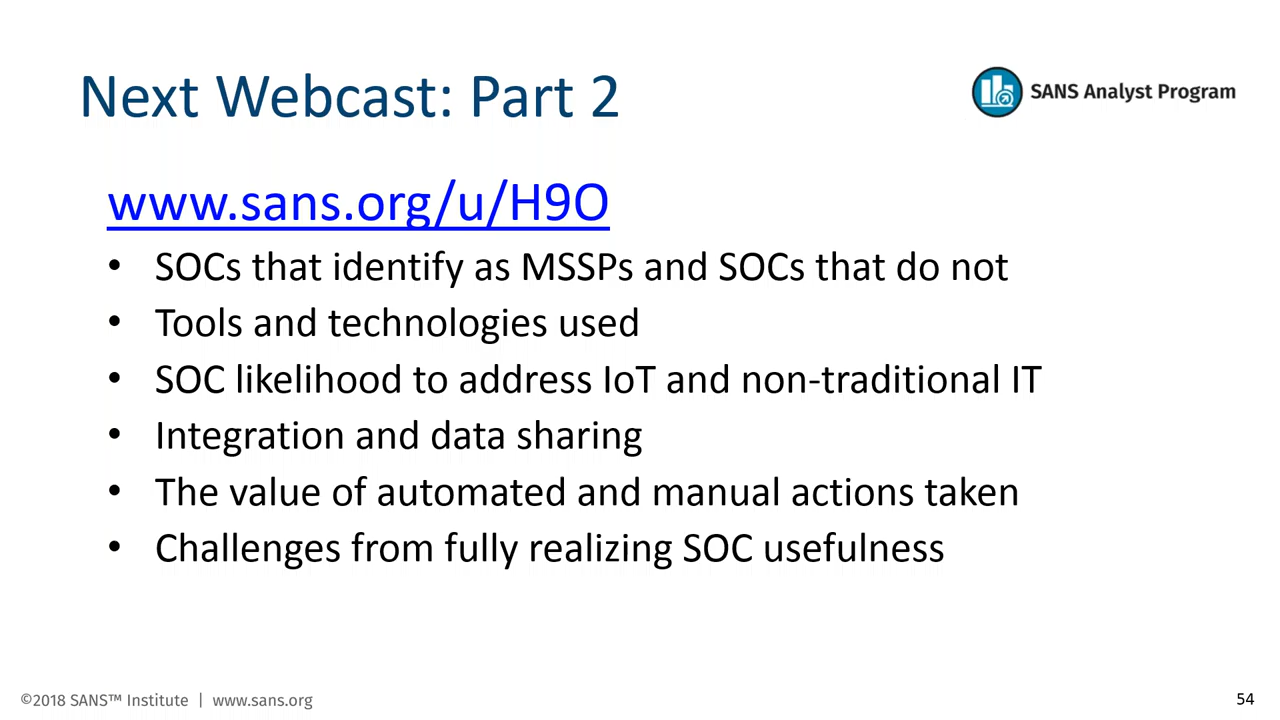 Next Webcast: Part 2
SANS Analyst Program
www.sans.org/u/H9O
• SOCs that identify as MSSPs and SOCs that do not
• Tools and technologies used
• SOC likelihood to address IoT and non-traditional IT
• Integration and data sharing
• The value of automated and manual actions taken
• Challenges from fully realizing SOC usefulness
©2018 SANS™ Institute | www.sans.org
54